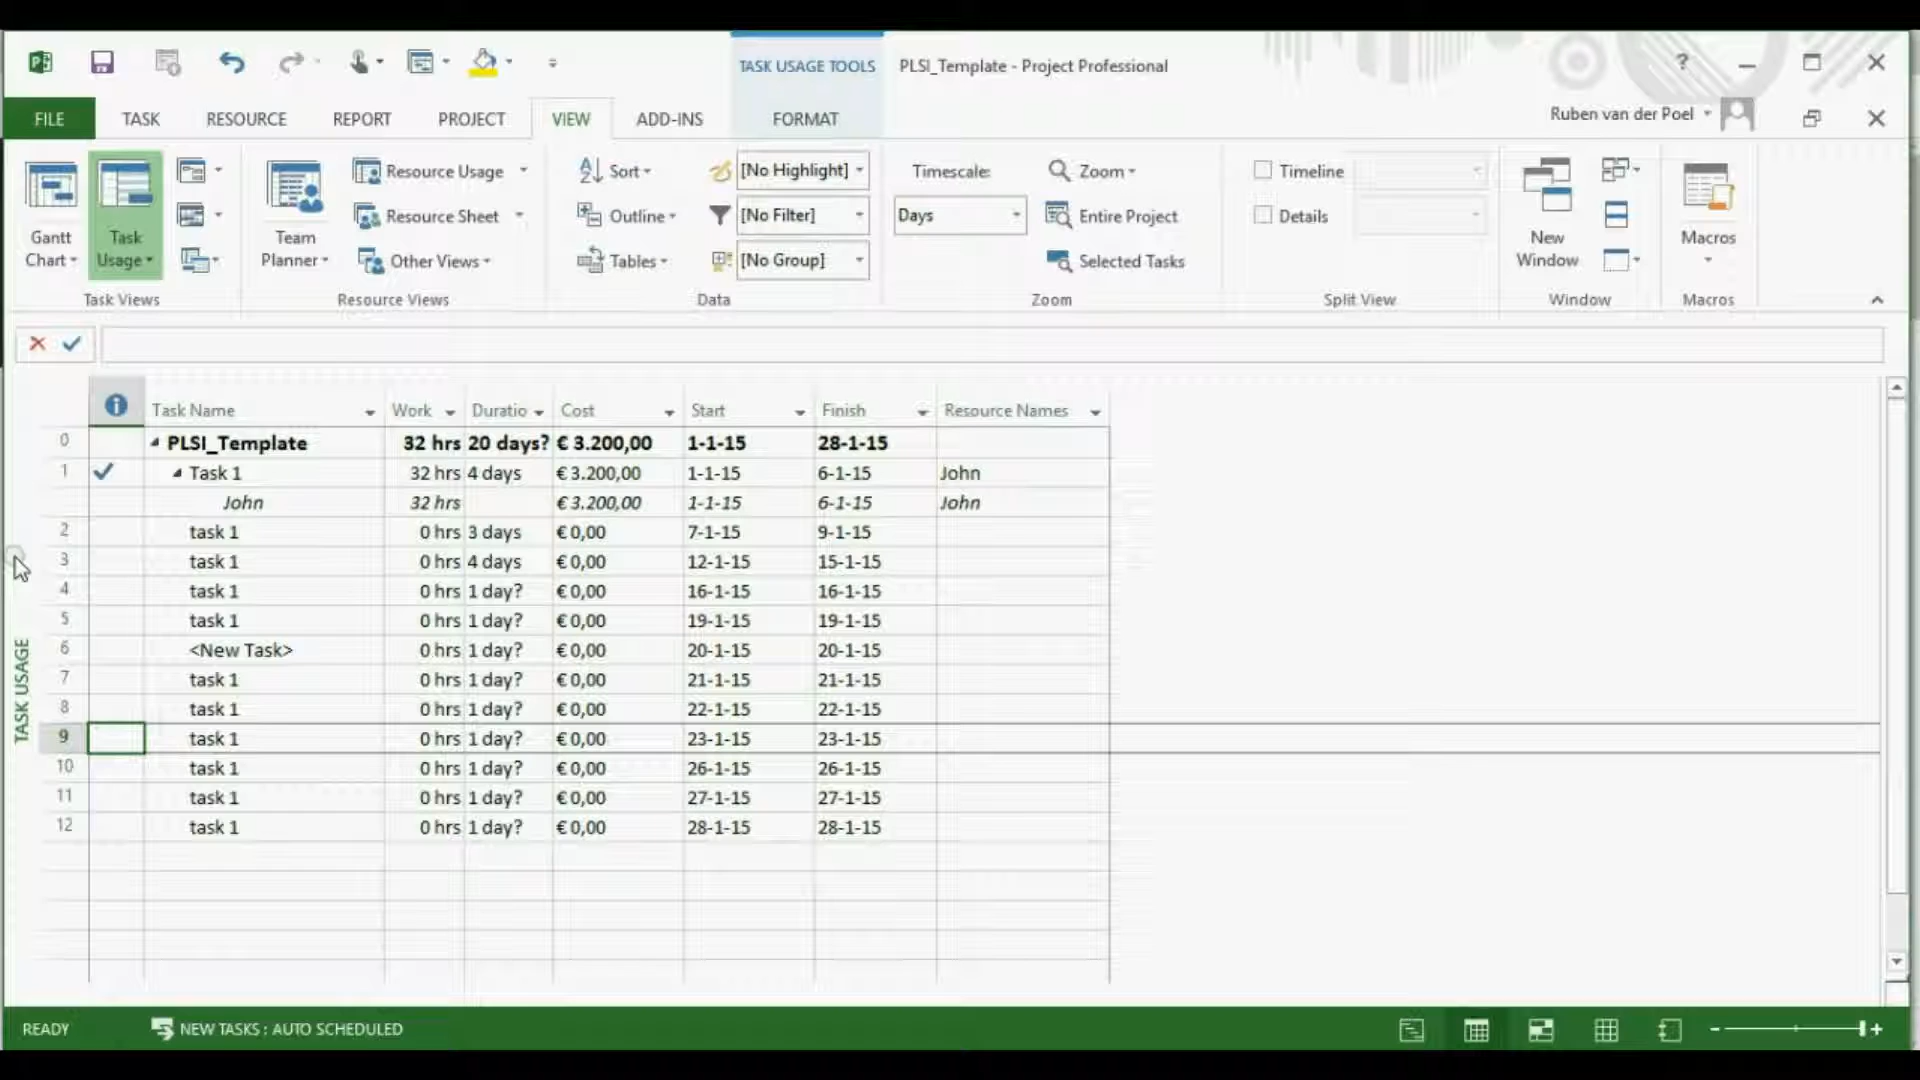 TASK USAGE TOOLS PLSI_Template - Project Professional ?
FILE TASK RESOURCE REPORT PROJECT VIEW ADD-INS FORMAT Ruben van der Poel
Gantt Chart
Task Usage
Task Views
Team Planner
Resource Usage
Resource Sheet
Other Views
Resource Views
Sort
Outline
Tables
[No Highlight]
[No Filter]
[No Group]
Data
Timescale:
Days
Zoom
Entire Project
Selected Tasks
Zoom
Timeline
Details
Split View
New Window
Window
Macros
Macros
TASK USAGE
Task Name Work Duratio Cost Start Finish Resource Names
0 PLSI_Template 32 hrs 20 days? € 3.200,00 1-1-15 28-1-15
1 Task 1 32 hrs 4 days € 3.200,00 1-1-15 6-1-15 John
John 32 hrs € 3.200,00 1-1-15 6-1-15 John
2 task 1 0 hrs 3 days € 0,00 7-1-15 9-1-15
3 task 1 0 hrs 4 days € 0,00 12-1-15 15-1-15
4 task 1 0 hrs 1 day? € 0,00 16-1-15 16-1-15
5 task 1 0 hrs 1 day? € 0,00 19-1-15 19-1-15
6 <New Task> 0 hrs 1 day? € 0,00 20-1-15 20-1-15
7 task 1 0 hrs 1 day? € 0,00 21-1-15 21-1-15
8 task 1 0 hrs 1 day? € 0,00 22-1-15 22-1-15
9 task 1 0 hrs 1 day? € 0,00 23-1-15 23-1-15
10 task 1 0 hrs 1 day? € 0,00 26-1-15 26-1-15
11 task 1 0 hrs 1 day? € 0,00 27-1-15 27-1-15
12 task 1 0 hrs 1 day? € 0,00 28-1-15 28-1-15
READY NEW TASKS : AUTO SCHEDULED